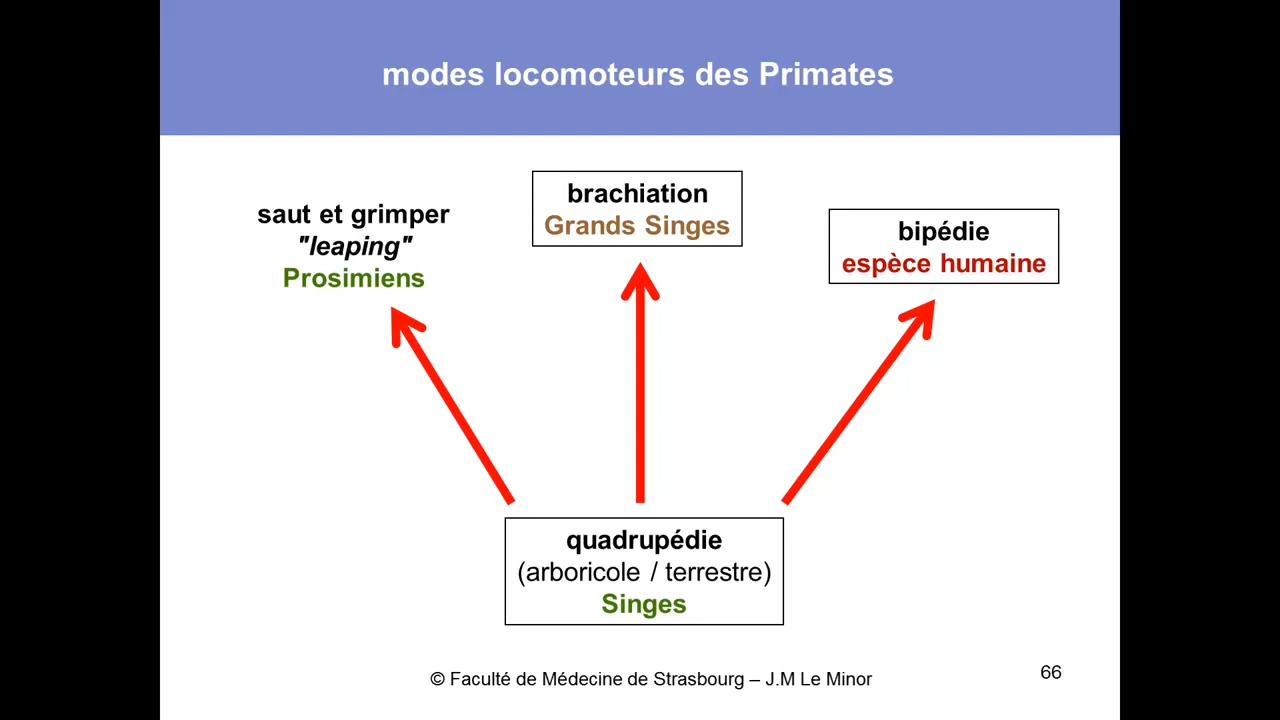 modes locomoteurs des Primates
saut et grimper
"leaping"
Prosimiens
brachiation
Grands Singes
bipédie
espèce humaine
quadrupédie
(arboricole / terrestre)
Singes
© Faculté de Médecine de Strasbourg – J.M Le Minor
66